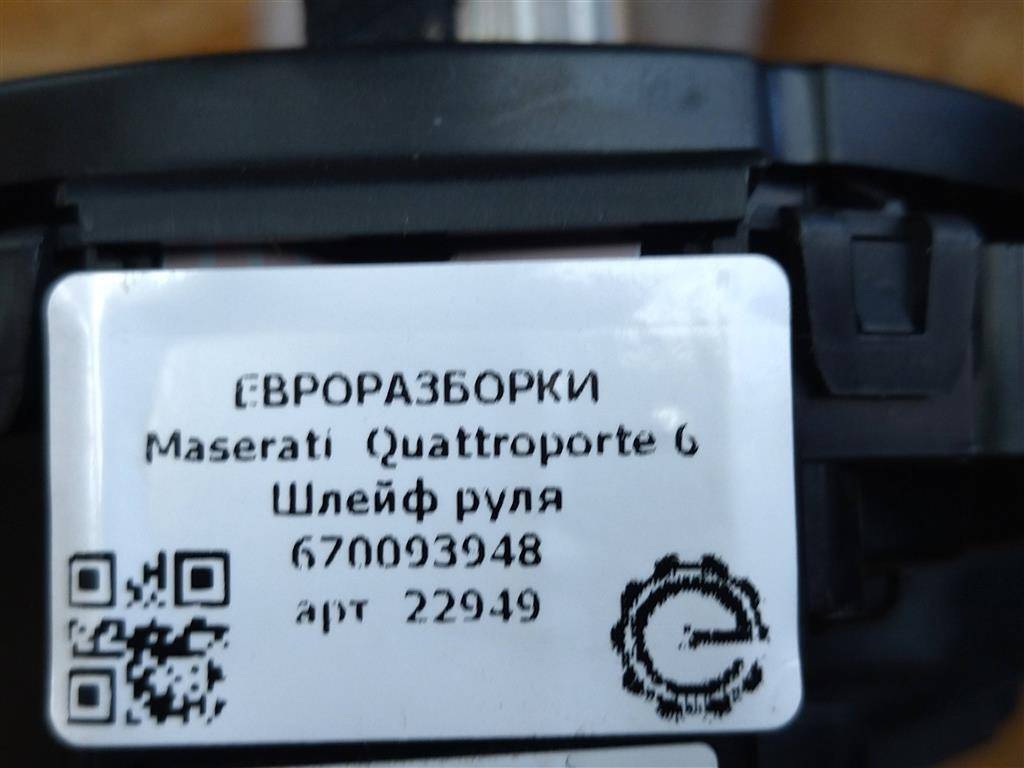 ЕВРОРАЗБОРКИ
Maserati Quattroporte 6
Шлейф руля
670093948
арт 22949